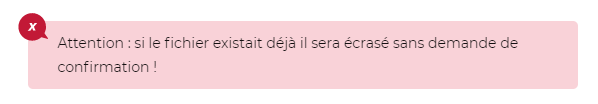 x
Attention : si le fichier existait déjà il sera écrasé sans demande de
confirmation !